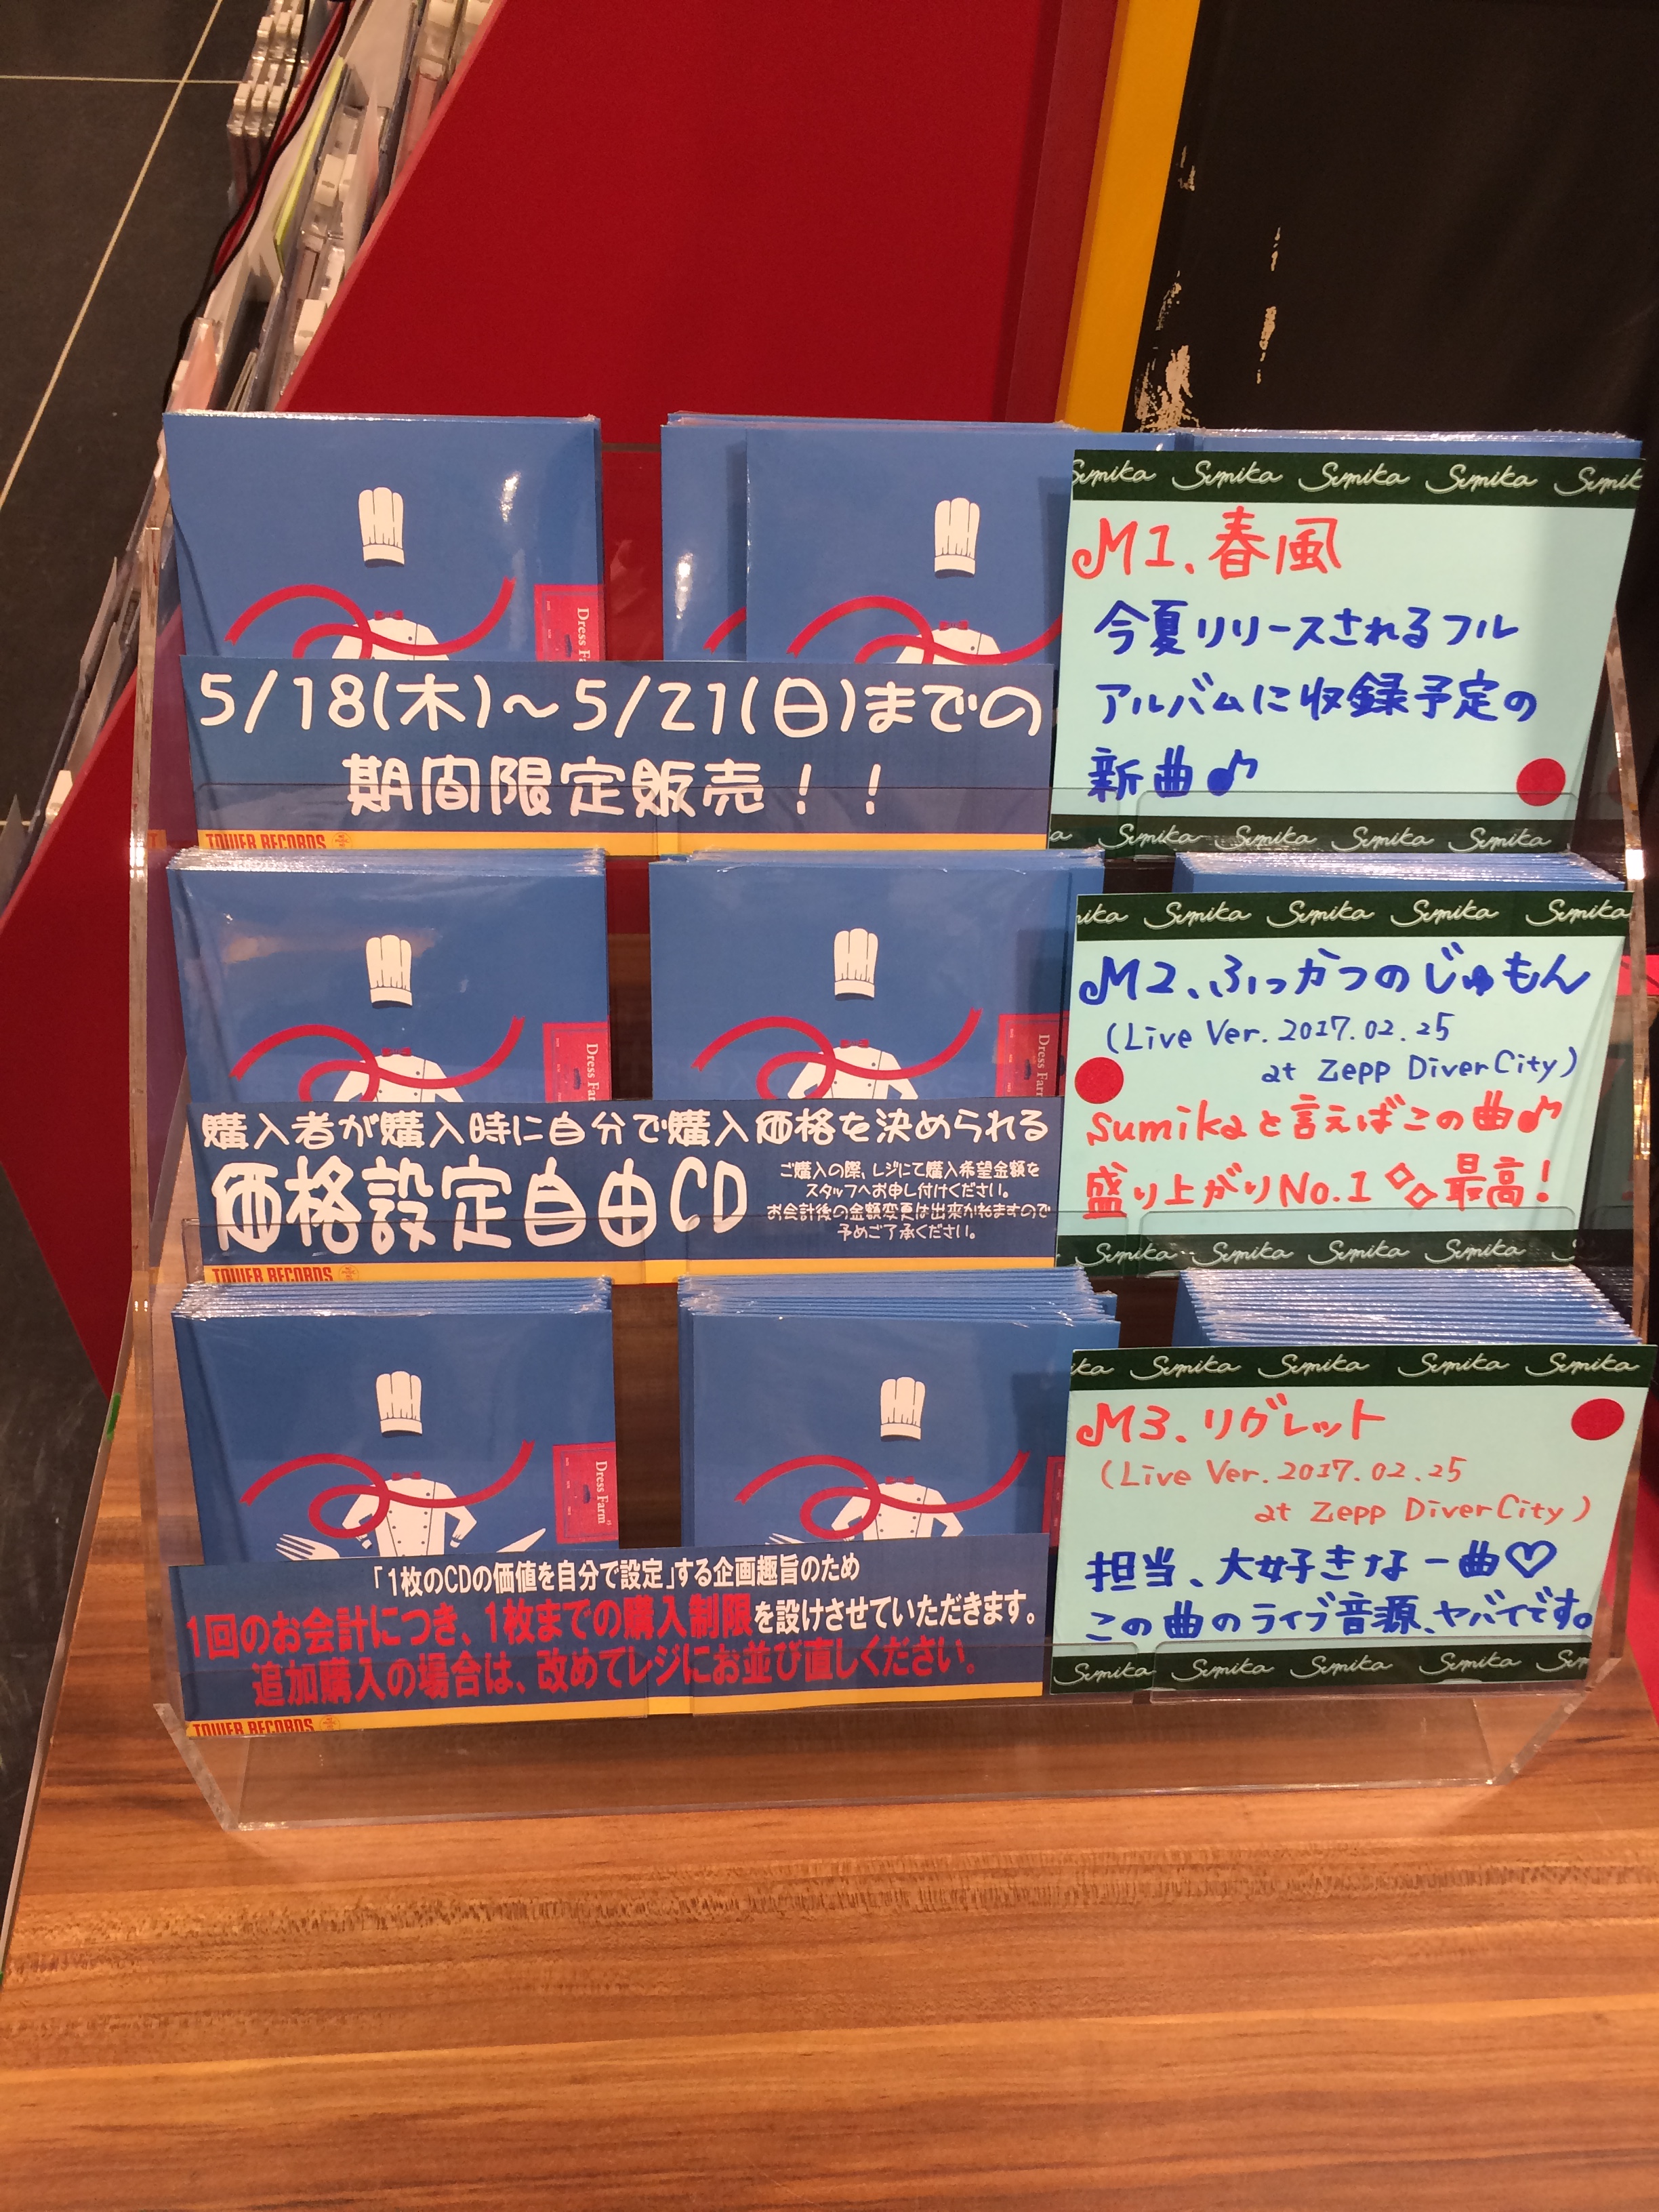 Dress Fa
5/18(木)～5/21(日)までの
期間限定販売！！
TOWER RECORDS
Sumika Sumika Sumika Sumika
M1.春風
今夏リリースされるフル
アルバムに収録予定の
新曲♪
Sumika Sumika Sumika Sumika
Dress Fa
Dress Fa
購入者が購入時に自分で購入価格を決められる
価格設定自由CD
ご購入の際、レジにて購入希望金額を
スタッフへお申し付けください。
お会計後の金額変更は出来かねますので
予めご了承ください。
TOWER RECORDS
Sumika Sumika Sumika Sumika
M2.ふっかつのじゅもん
(Live Ver. 2017.02.25
at Zepp DiverCity)
sumikaと言えばこの曲♪
盛り上がりNo.1 最高!
Sumika Sumika Sumika Sumika
Dress Farm
「1枚のCDの価値を自分で設定」する企画趣旨のため
1回のお会計につき、1枚までの購入制限を設けさせていただきます。
追加購入の場合は、改めてレジにお並び直しください。
TOWER RECORDS
Sumika Sumika Sumika Sumika
M3.リグレット
(Live Ver. 2017.02.25
at Zepp DiverCity)
担当、大好きな一曲♡
この曲のライブ音源、ヤバイです。
Sumika Sumika Sumika Sumika